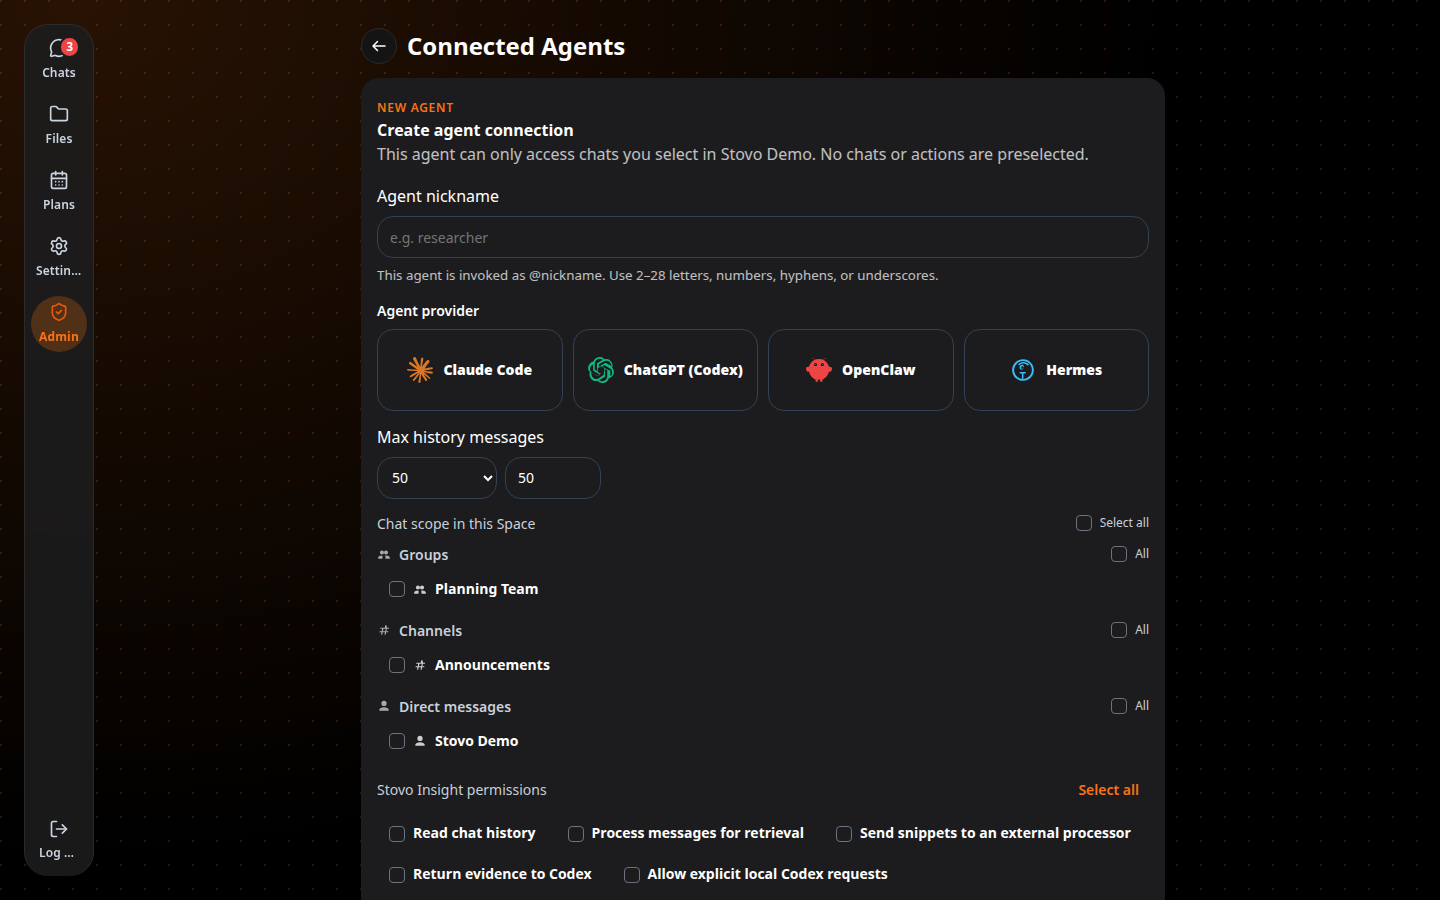 3
Chats
Files
Plans
Settin...
Admin
Log ...
Connected Agents
NEW AGENT
Create agent connection
This agent can only access chats you select in Stovo Demo. No chats or actions are preselected.
Agent nickname
e.g. researcher
This agent is invoked as @nickname. Use 2–28 letters, numbers, hyphens, or underscores.
Agent provider
Claude Code
ChatGPT (Codex)
OpenClaw
Hermes
Max history messages
50
50
Chat scope in this Space
Select all
Groups
All
Planning Team
Channels
All
Announcements
Direct messages
All
Stovo Demo
Stovo Insight permissions
Select all
Read chat history
Process messages for retrieval
Send snippets to an external processor
Return evidence to Codex
Allow explicit local Codex requests